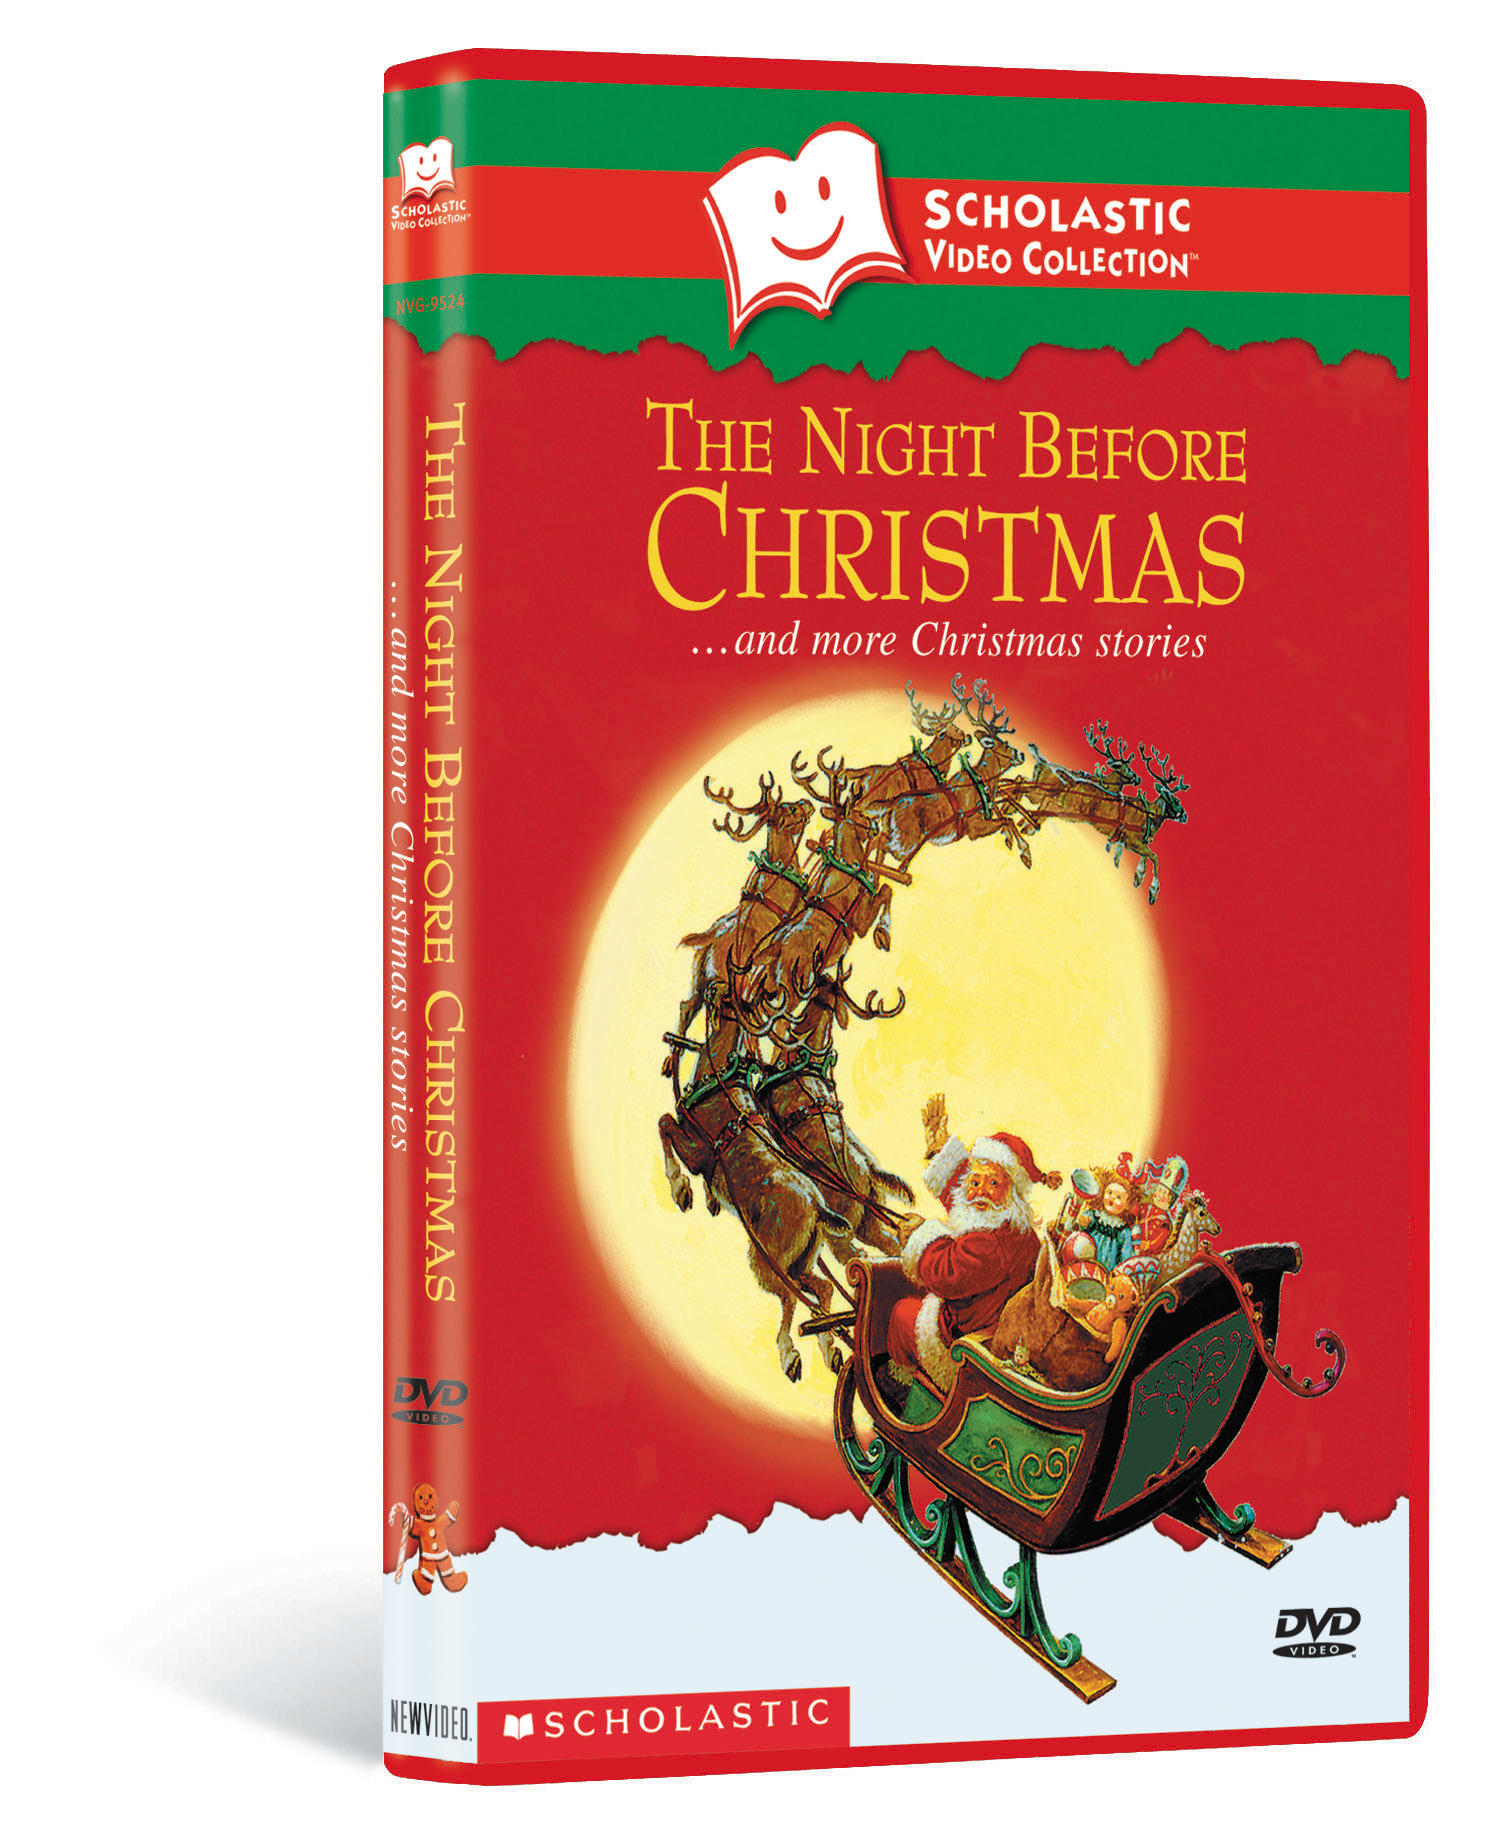 SCHOLASTIC
VIDEO COLLECTION™
NVG-9524
THE NIGHT BEFORE CHRISTMAS
...and more Christmas stories
DVD
VIDEO
NEWVIDEO.
SCHOLASTIC
VIDEO COLLECTION™
THE NIGHT BEFORE
CHRISTMAS
...and more Christmas stories
DVD
VIDEO™
SCHOLASTIC